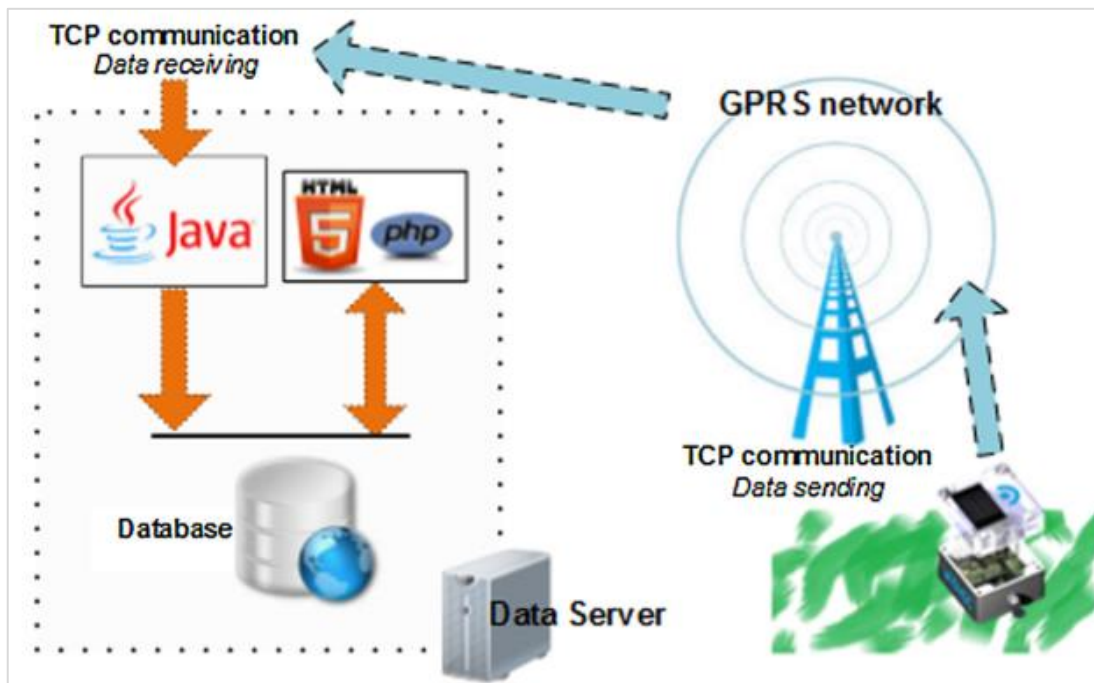 TCP communication
Data receiving
GPRS network
Java
HTML
5
php
TCP communication
Data sending
Database
Data Server